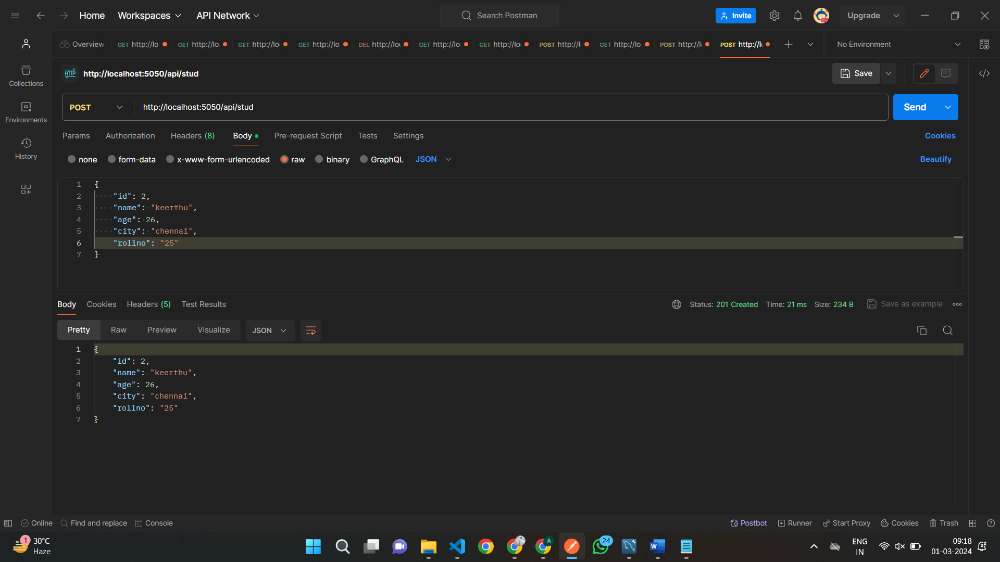 Home
Workspaces
API Network
Search Postman
Invite
Upgrade
Overview
GET http://lo
GET http://lo
GET http://lo
GET http://lo
DEL http://lo
GET http://lo
GET http://lo
POST http://l
GET http://lo
POST http://l
POST http://l
No Environment
Collections
Environments
History
HTTP
http://localhost:5050/api/stud
Save
POST
http://localhost:5050/api/stud
Send
Params
Authorization
Headers (8)
Body
Pre-request Script
Tests
Settings
Cookies
none
form-data
x-www-form-urlencoded
raw
binary
GraphQL
JSON
Beautify
1 {
2 "id": 2,
3 "name": "keerthu",
4 "age": 26,
5 "city": "chennai",
6 "rollno": "25"
7 }
Body
Cookies
Headers (5)
Test Results
Status: 201 Created
Time: 21 ms
Size: 234 B
Save as example
Pretty
Raw
Preview
Visualize
JSON
1 {
2 "id": 2,
3 "name": "keerthu",
4 "age": 26,
5 "city": "chennai",
6 "rollno": "25"
7 }
Online
Find and replace
Console
Postbot
Runner
Start Proxy
Cookies
Trash
1
30°C
Haze
A
24
W
ENG
IN
09:18
01-03-2024